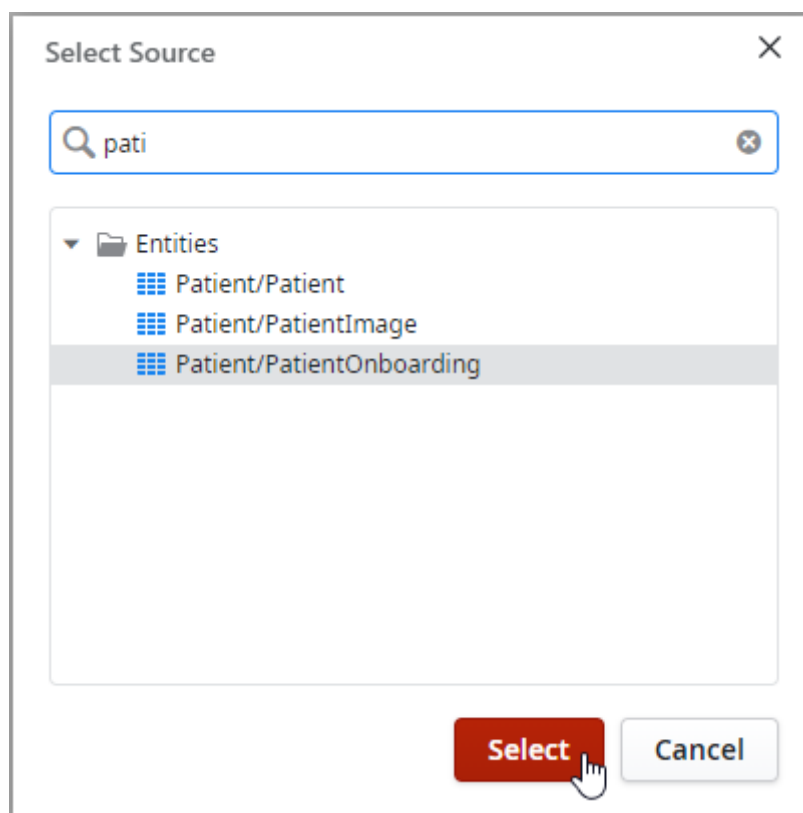 Select Source
pati
Entities
Patient/Patient
Patient/PatientImage
Patient/PatientOnboarding
Select Cancel